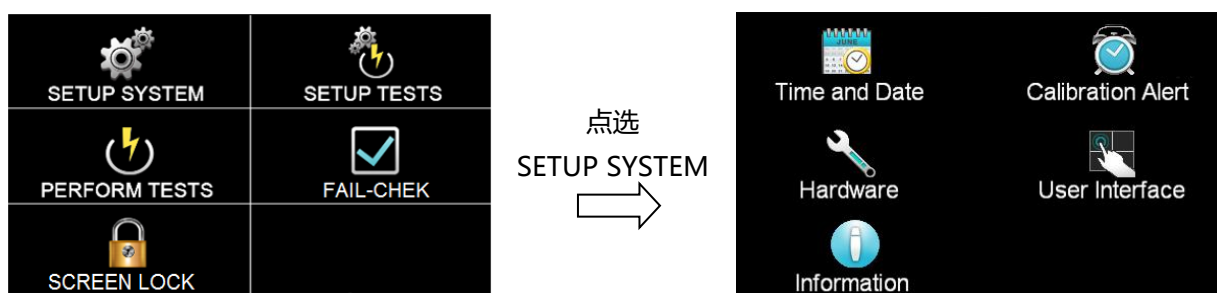 SETUP SYSTEM
SETUP TESTS
PERFORM TESTS
FAIL-CHEK
SCREEN LOCK
点选
SETUP SYSTEM
JUNE
Time and Date
Calibration Alert
Hardware
User Interface
Information